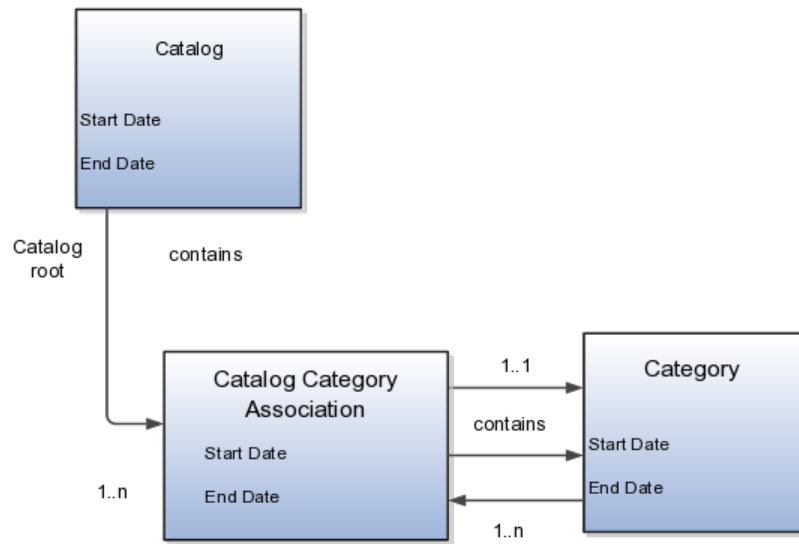 Catalog
Start Date
End Date
Catalog
root
contains
Catalog Category
Association
Start Date
End Date
1..n
1..1
contains
1..n
Category
Start Date
End Date